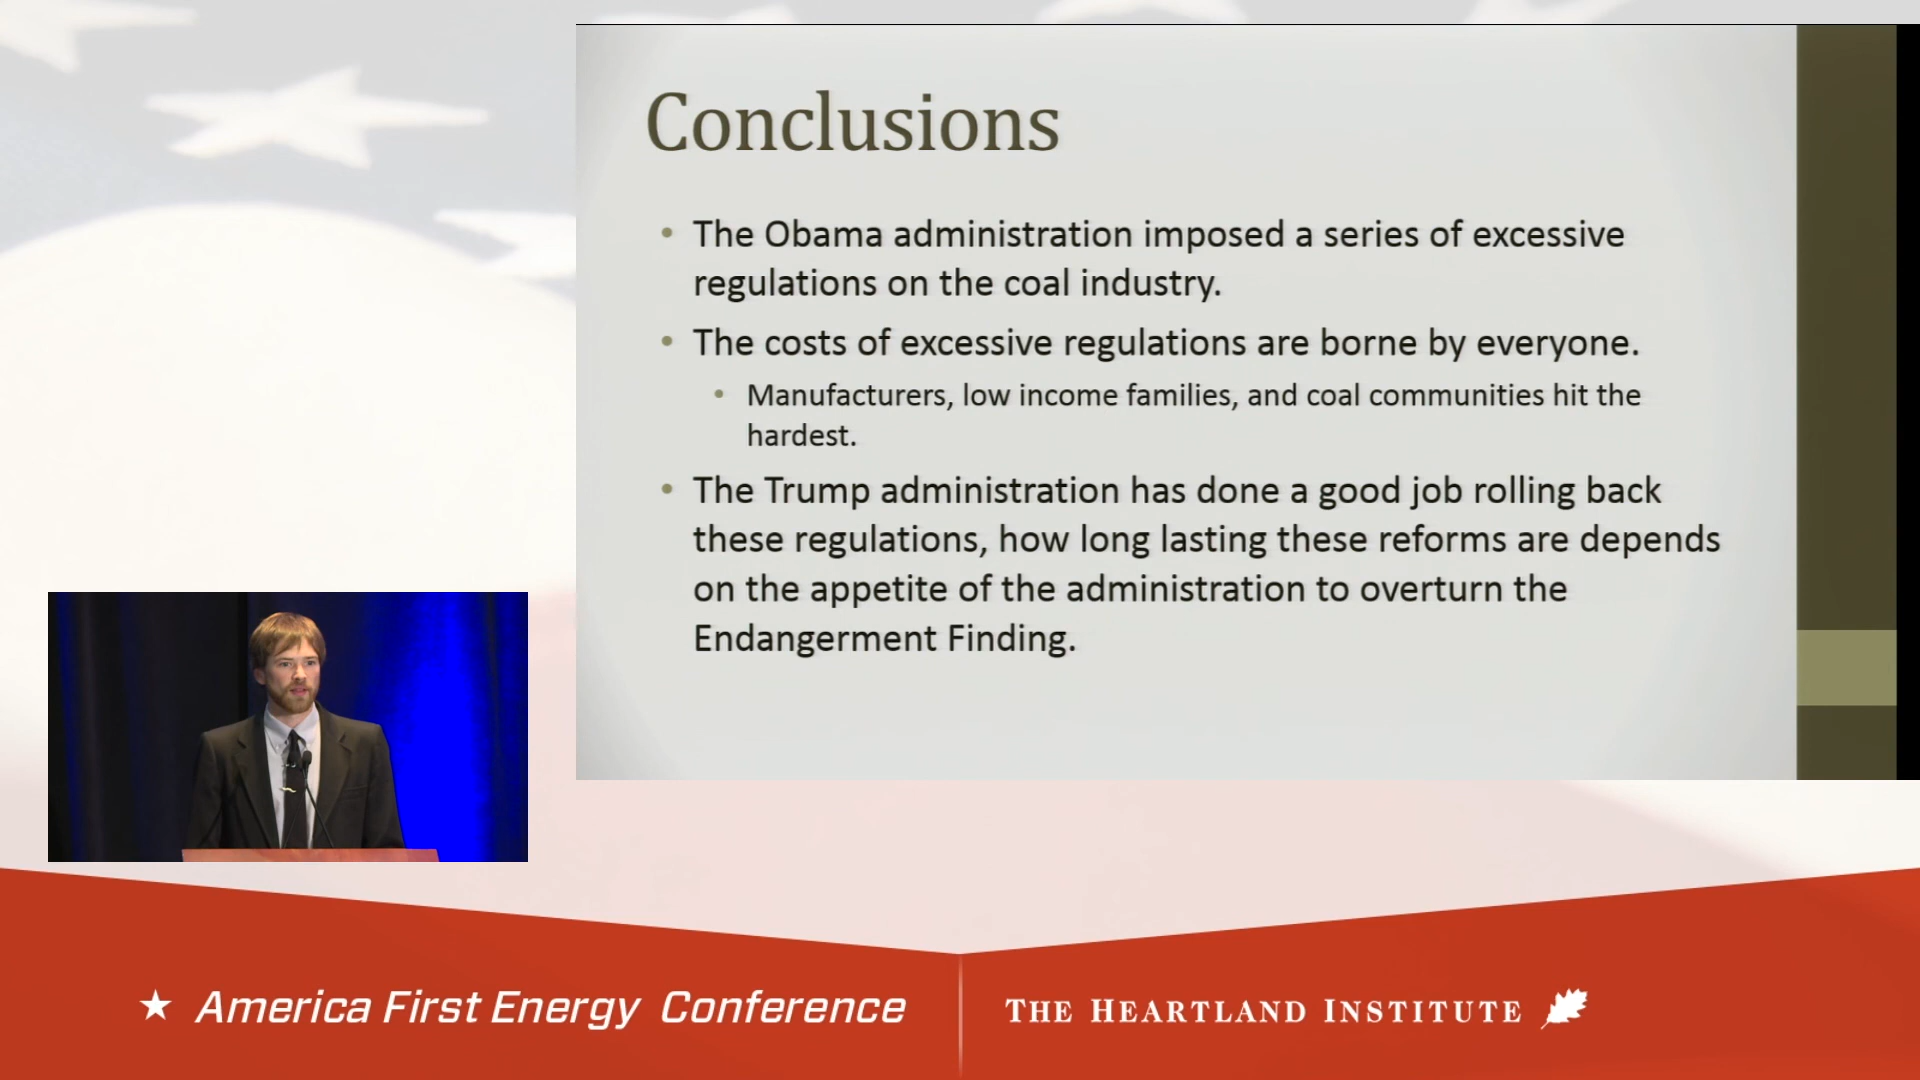 Conclusions
• The Obama administration imposed a series of excessive
regulations on the coal industry.
• The costs of excessive regulations are borne by everyone.
• Manufacturers, low income families, and coal communities hit the
hardest.
• The Trump administration has done a good job rolling back
these regulations, how long lasting these reforms are depends
on the appetite of the administration to overturn the
Endangerment Finding.
America First Energy Conference
THE HEARTLAND INSTITUTE